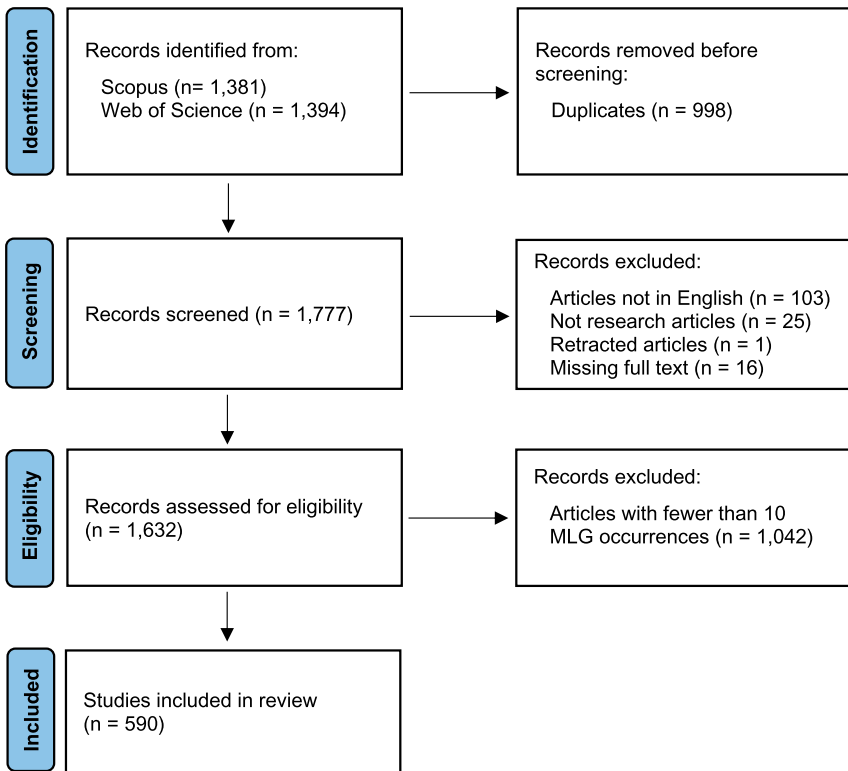 Identification
Records identified from:
Scopus (n= 1,381)
Web of Science (n = 1,394)
Records removed before
screening:
Duplicates (n = 998)
Screening
Records screened (n = 1,777)
Records excluded:
Articles not in English (n = 103)
Not research articles (n = 25)
Retracted articles (n = 1)
Missing full text (n = 16)
Eligibility
Records assessed for eligibility
(n = 1,632)
Records excluded:
Articles with fewer than 10
MLG occurrences (n = 1,042)
Included
Studies included in review
(n = 590)